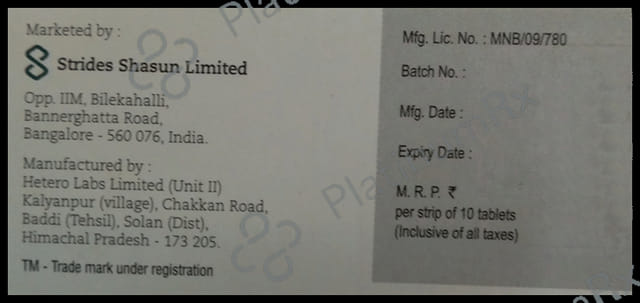 Marketed by :
Strides Shasun Limited
Opp. IIM, Bilekahalli,
Bannerghatta Road,
Bangalore - 560 076, India.
Manufactured by :
Hetero Labs Limited (Unit II)
Kalyanpur (village), Chakkan Road,
Baddi (Tehsil), Solan (Dist),
Himachal Pradesh - 173 205.
TM - Trade mark under registration
Mfg. Lic. No. : MNB/09/780
Batch No. :
Mfg. Date :
Expiry Date :
M. R. P. ₹
per strip of 10 tablets
(Inclusive of all taxes)